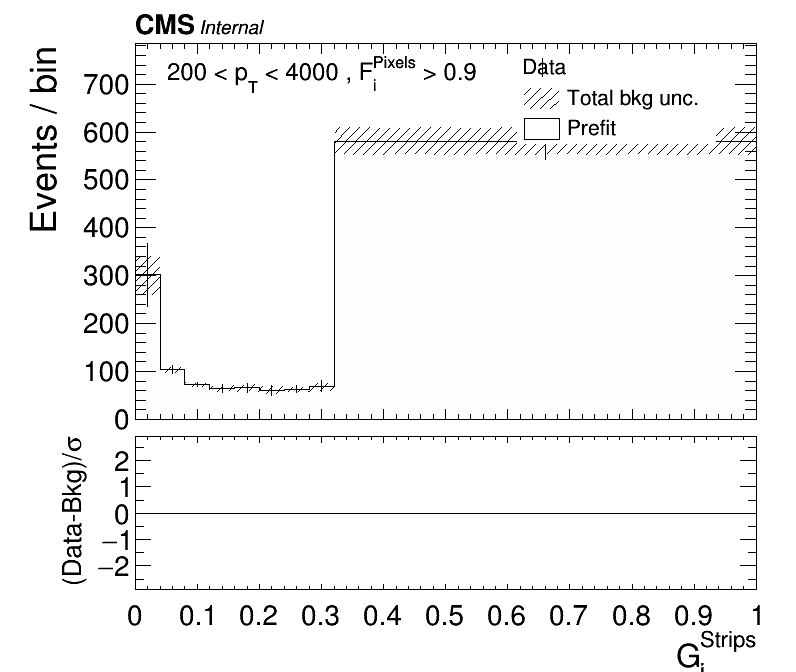 CMS Internal
200 < p_T < 4000 , F_i^Pixels > 0.9
Data
Total bkg unc.
Prefit
Events / bin
700
600
500
400
300
200
100
0
(Data-Bkg)/σ
2
1
0
−1
−2
0 0.1 0.2 0.3 0.4 0.5 0.6 0.7 0.8 0.9 1
G_i^Strips